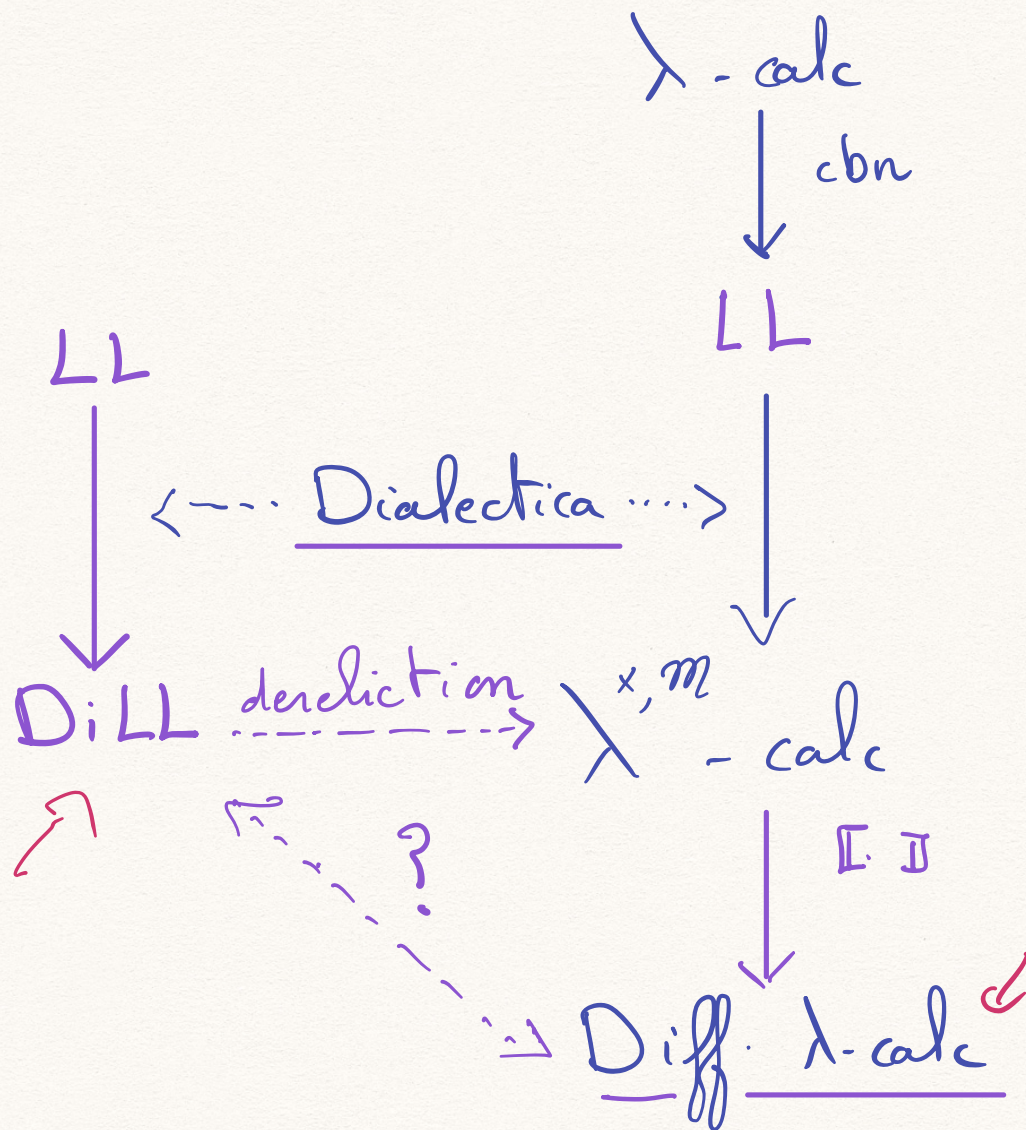 λ - calc
cbn
LL
LL
Dialectica
DiLL
dereliction
λ^{x,m} - calc
?
⟦.⟧
Diff. λ-calc